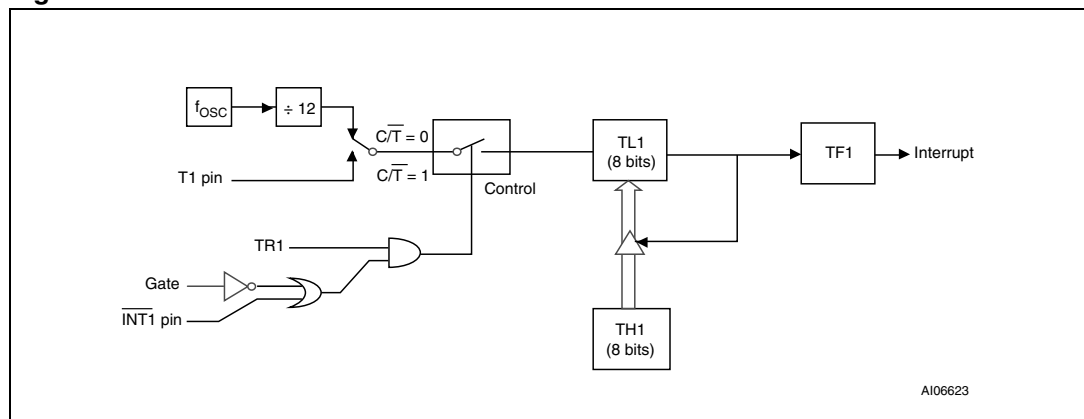 fOSC
÷ 12
C/T̅ = 0
T1 pin
C/T̅ = 1
Control
TL1
(8 bits)
TF1
Interrupt
TR1
Gate
I̅N̅T̅1̅ pin
TH1
(8 bits)
AI06623